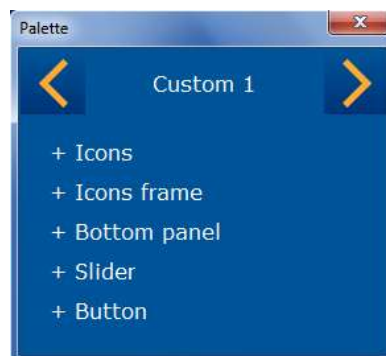 Palette
Custom 1
+ Icons
+ Icons frame
+ Bottom panel
+ Slider
+ Button